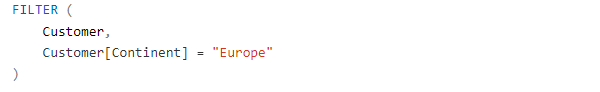 FILTER (
    Customer,
    Customer[Continent] = "Europe"
)